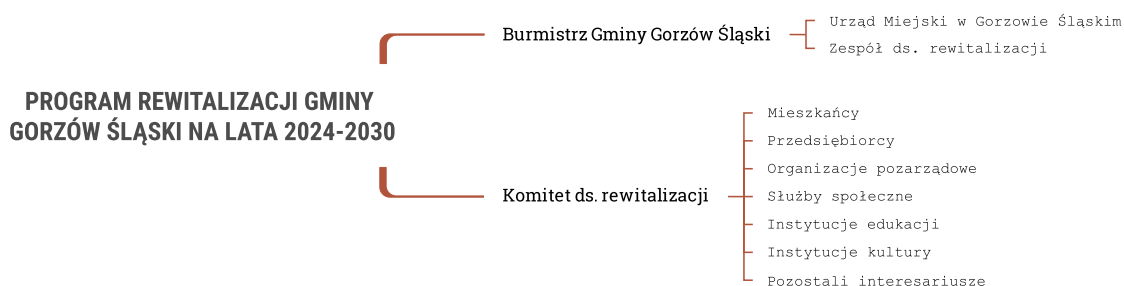 PROGRAM REWITALIZACJI GMINY
GORZÓW ŚLĄSKI NA LATA 2024-2030
Burmistrz Gminy Gorzów Śląski
Urząd Miejski w Gorzowie Śląskim
Zespół ds. rewitalizacji
Komitet ds. rewitalizacji
Mieszkańcy
Przedsiębiorcy
Organizacje pozarządowe
Służby społeczne
Instytucje edukacji
Instytucje kultury
Pozostali interesariusze